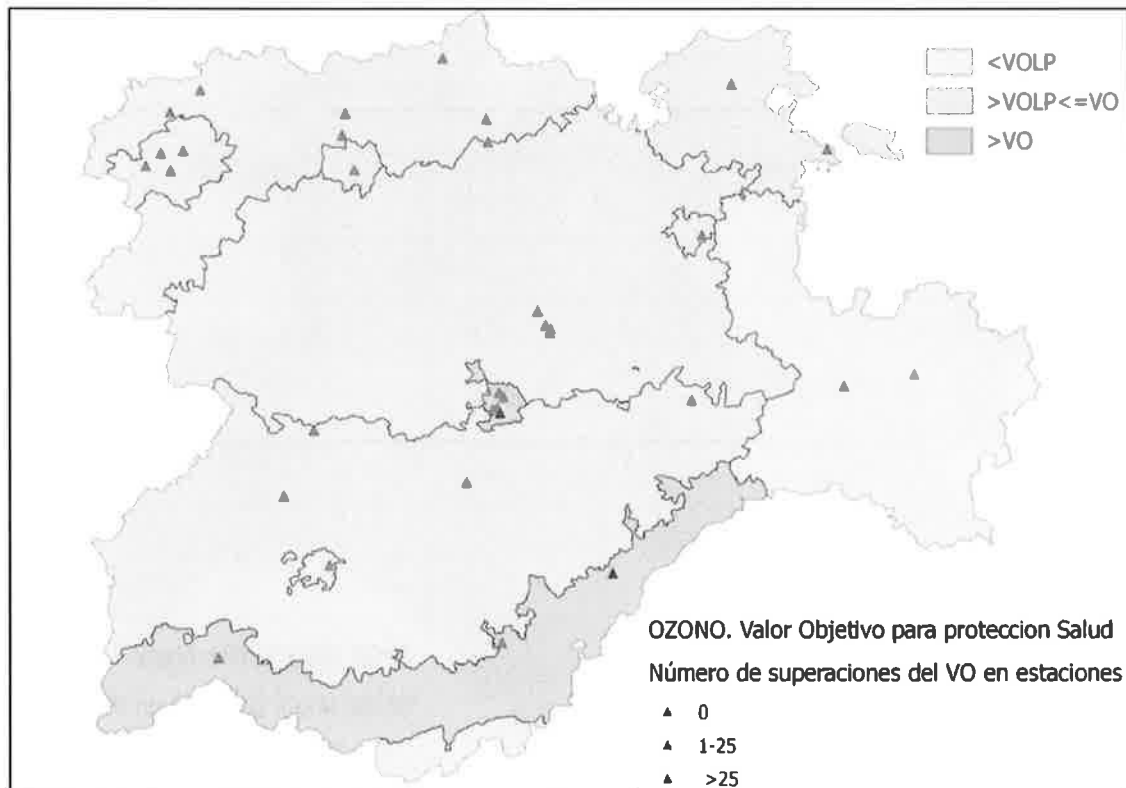 <VOLP
>VOLP<=VO
>VO
OZONO. Valor Objetivo para proteccion Salud
Número de superaciones del VO en estaciones
0
1-25
>25